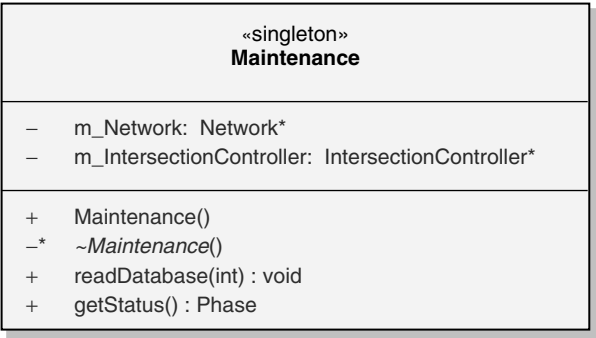 «singleton»
Maintenance
– m_Network: Network*
– m_IntersectionController: IntersectionController*
+ Maintenance()
–* ~Maintenance()
+ readDatabase(int) : void
+ getStatus() : Phase